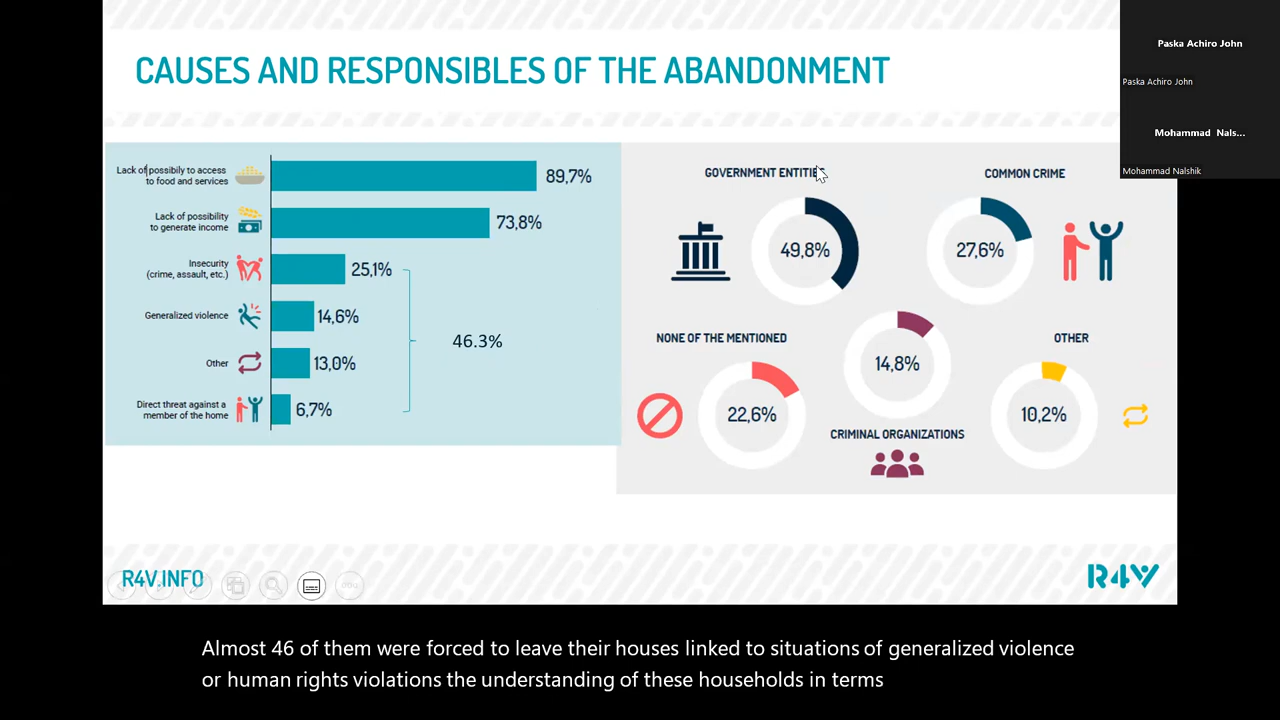 CAUSES AND RESPONSIBLES OF THE ABANDONMENT
Paska Achiro John
Paska Achiro John
Mohammad Nals...
Mohammad Nalshik
Lack of possibily to access
to food and services
89,7%
Lack of possibility
to generate income
73,8%
Insecurity
(crime, assault, etc.)
25,1%
Generalized violence
14,6%
Other
13,0%
Direct threat against a
member of the home
6,7%
46.3%
GOVERNMENT ENTITIES
49,8%
COMMON CRIME
27,6%
NONE OF THE MENTIONED
22,6%
14,8%
CRIMINAL ORGANIZATIONS
OTHER
10,2%
R4V.INFO
R4V
Almost 46 of them were forced to leave their houses linked to situations of generalized violence
or human rights violations the understanding of these households in terms